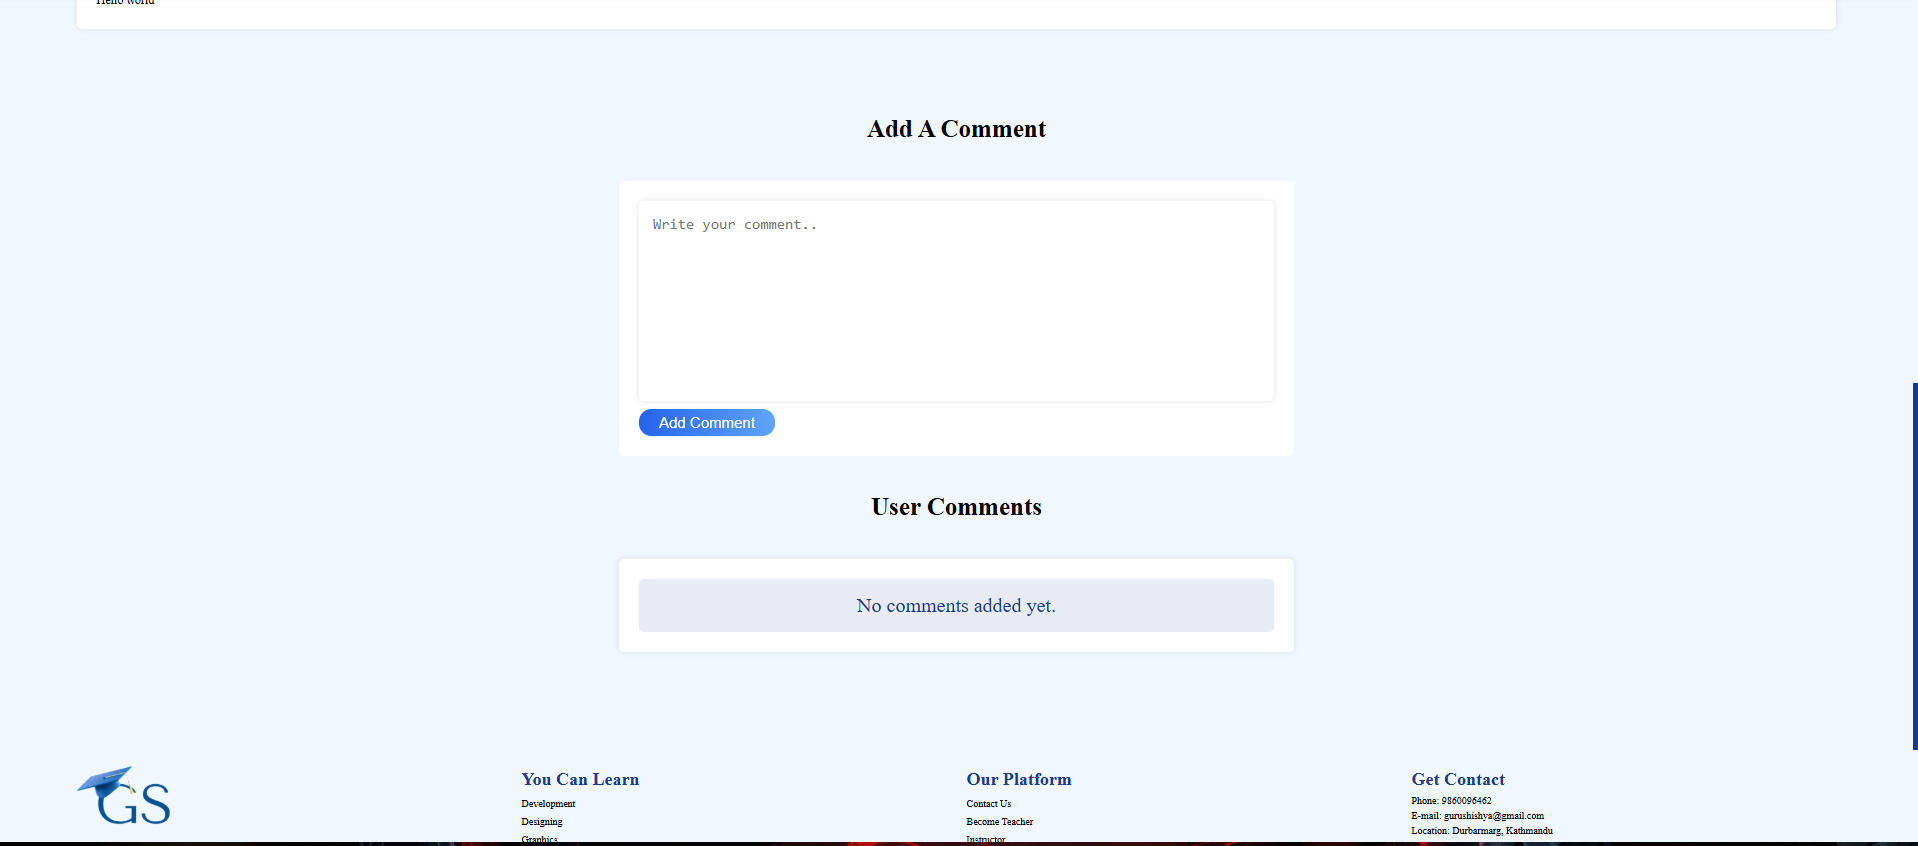 Hello world
Add A Comment
Write your comment..
Add Comment
User Comments
No comments added yet.
GS
You Can Learn
Development
Designing
Graphics
Our Platform
Contact Us
Become Teacher
Instructor
Get Contact
Phone: 9860096462
E-mail: gurushishya@gmail.com
Location: Durbarmarg, Kathmandu